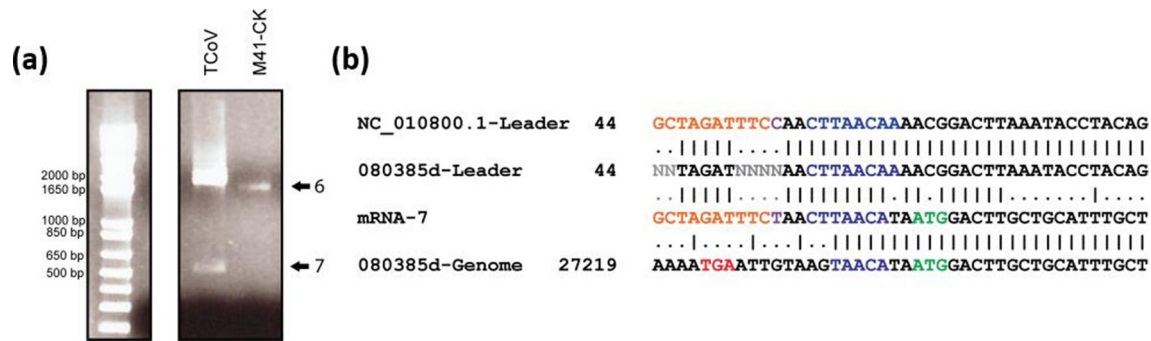 (a)
TCoV
M41-CK
2000 bp
1650 bp
1000 bp
850 bp
650 bp
500 bp
6
7
(b)
NC_010800.1-Leader 44 GCTAGATTTCCAACTTAACAAAACGGACTTAAATACCTACAG
080385d-Leader 44 NNTAGATNNNNAACTTAACAAAACGGACTTAAATACCTACAG
mRNA-7 GCTAGATTTCTAACTTAACATAATGGACTTGCTGCATTTGCT
080385d-Genome 27219 AAAATGAATTGTAAGTAACATAATGGACTTGCTGCATTTGCT